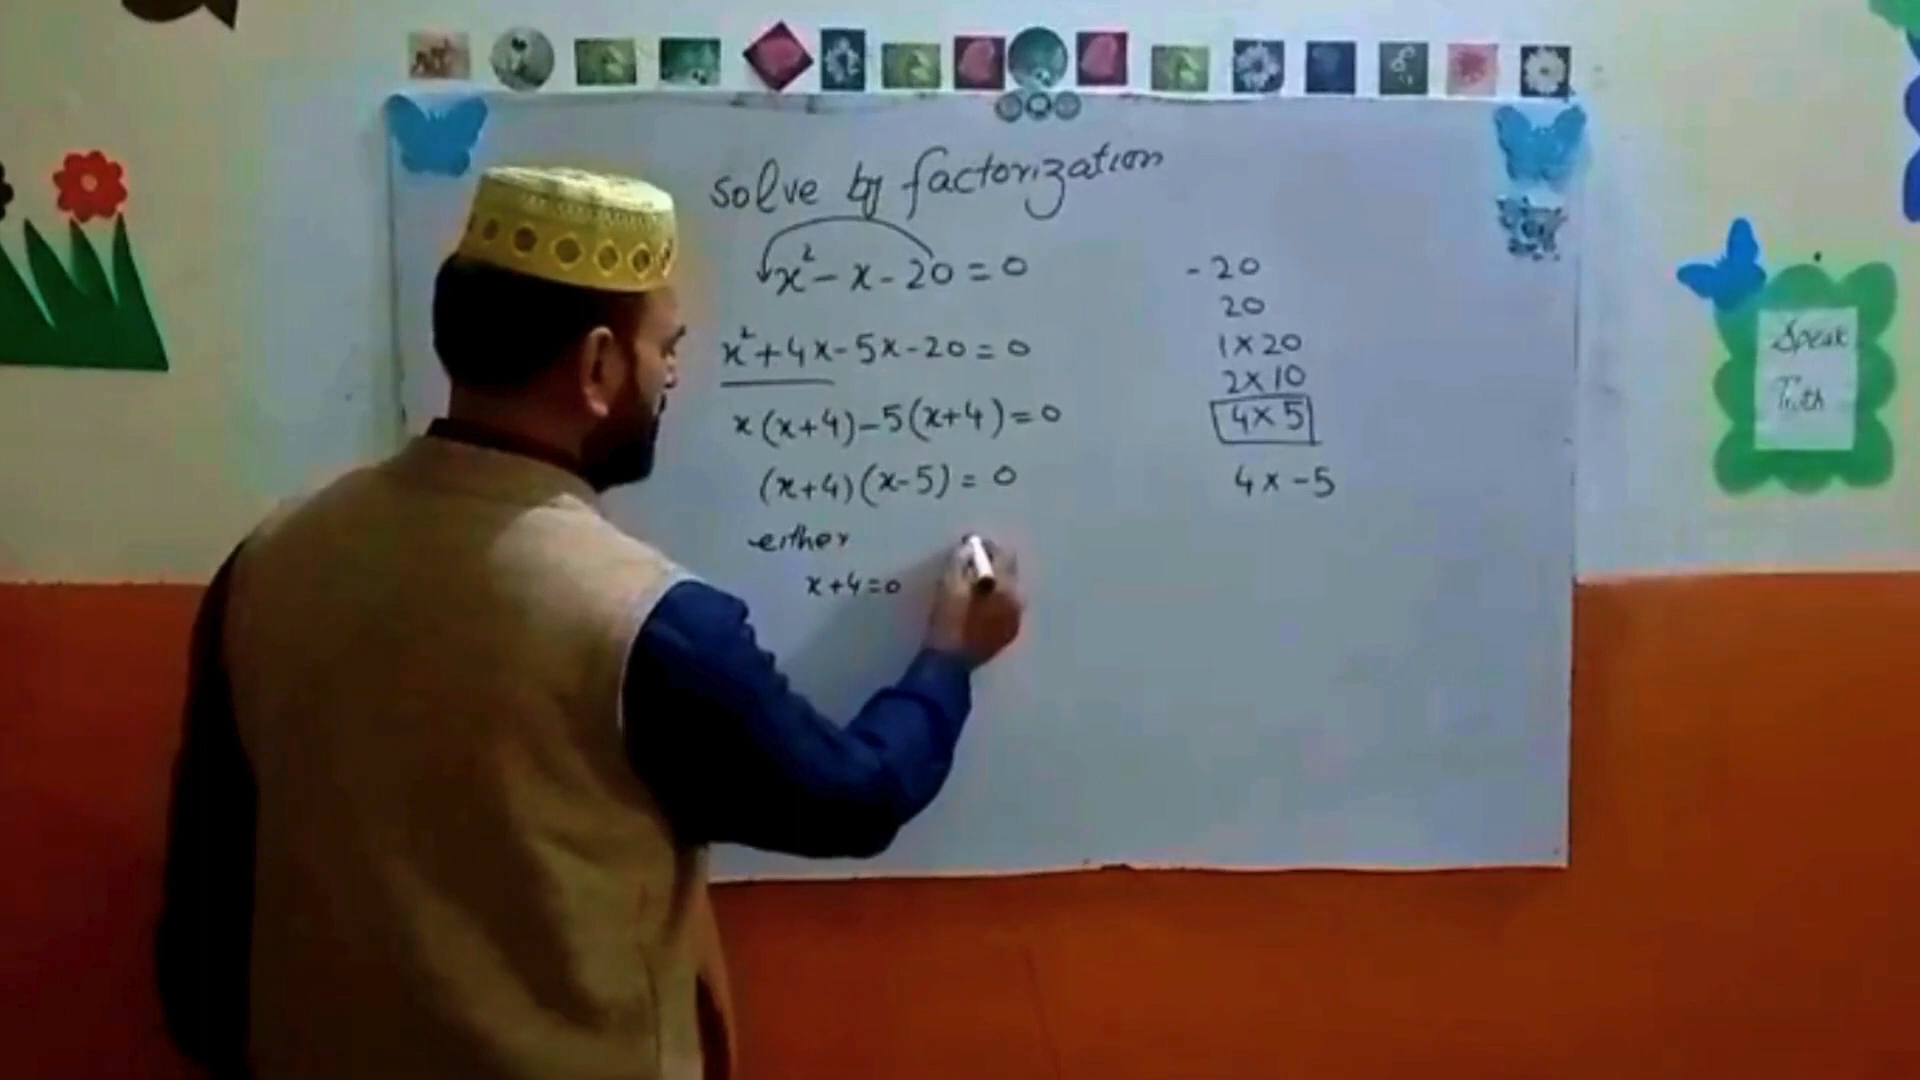 solve by factorization
x² - x - 20 = 0
x² + 4x - 5x - 20 = 0
x(x+4) - 5(x+4) = 0
(x+4)(x-5) = 0
either
x+4=0
-20
20
1×20
2×10
4×5
4×-5
Speak
Truth